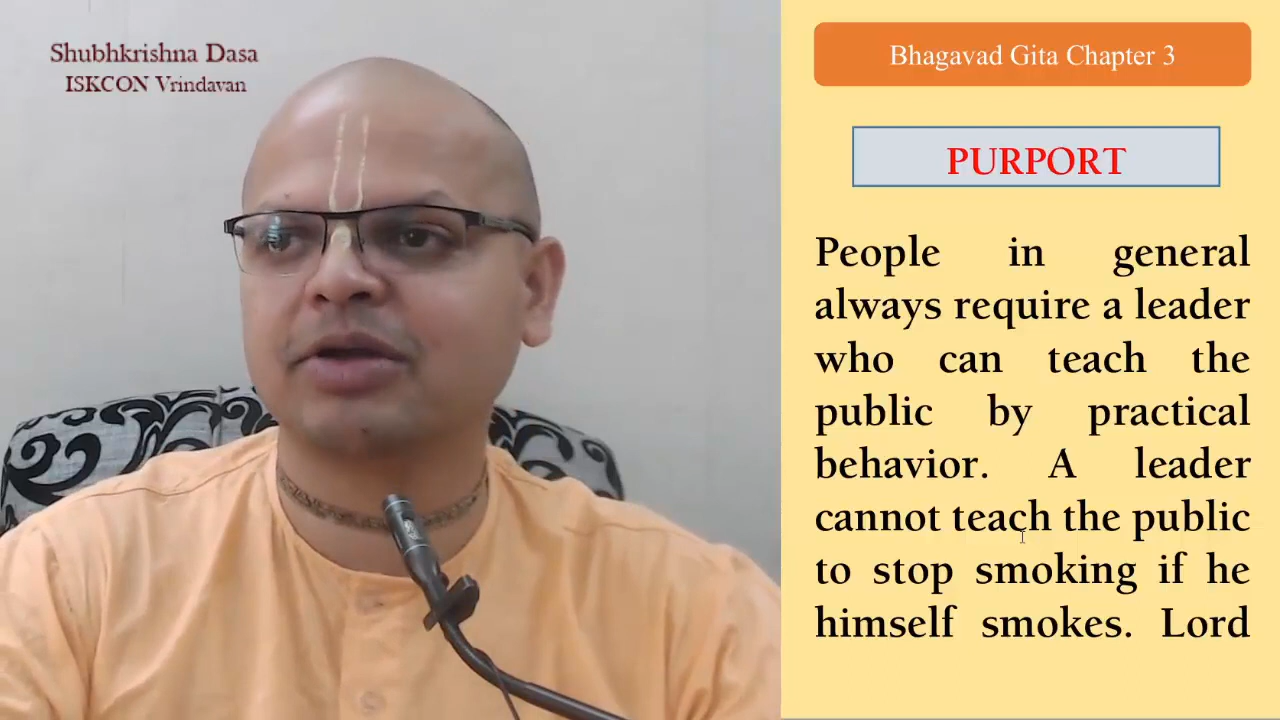 Shubhkrishna Dasa
ISKCON Vrindavan
Bhagavad Gita Chapter 3
PURPORT
People in general
always require a leader
who can teach the
public by practical
behavior. A leader
cannot teach the public
to stop smoking if he
himself smokes. Lord